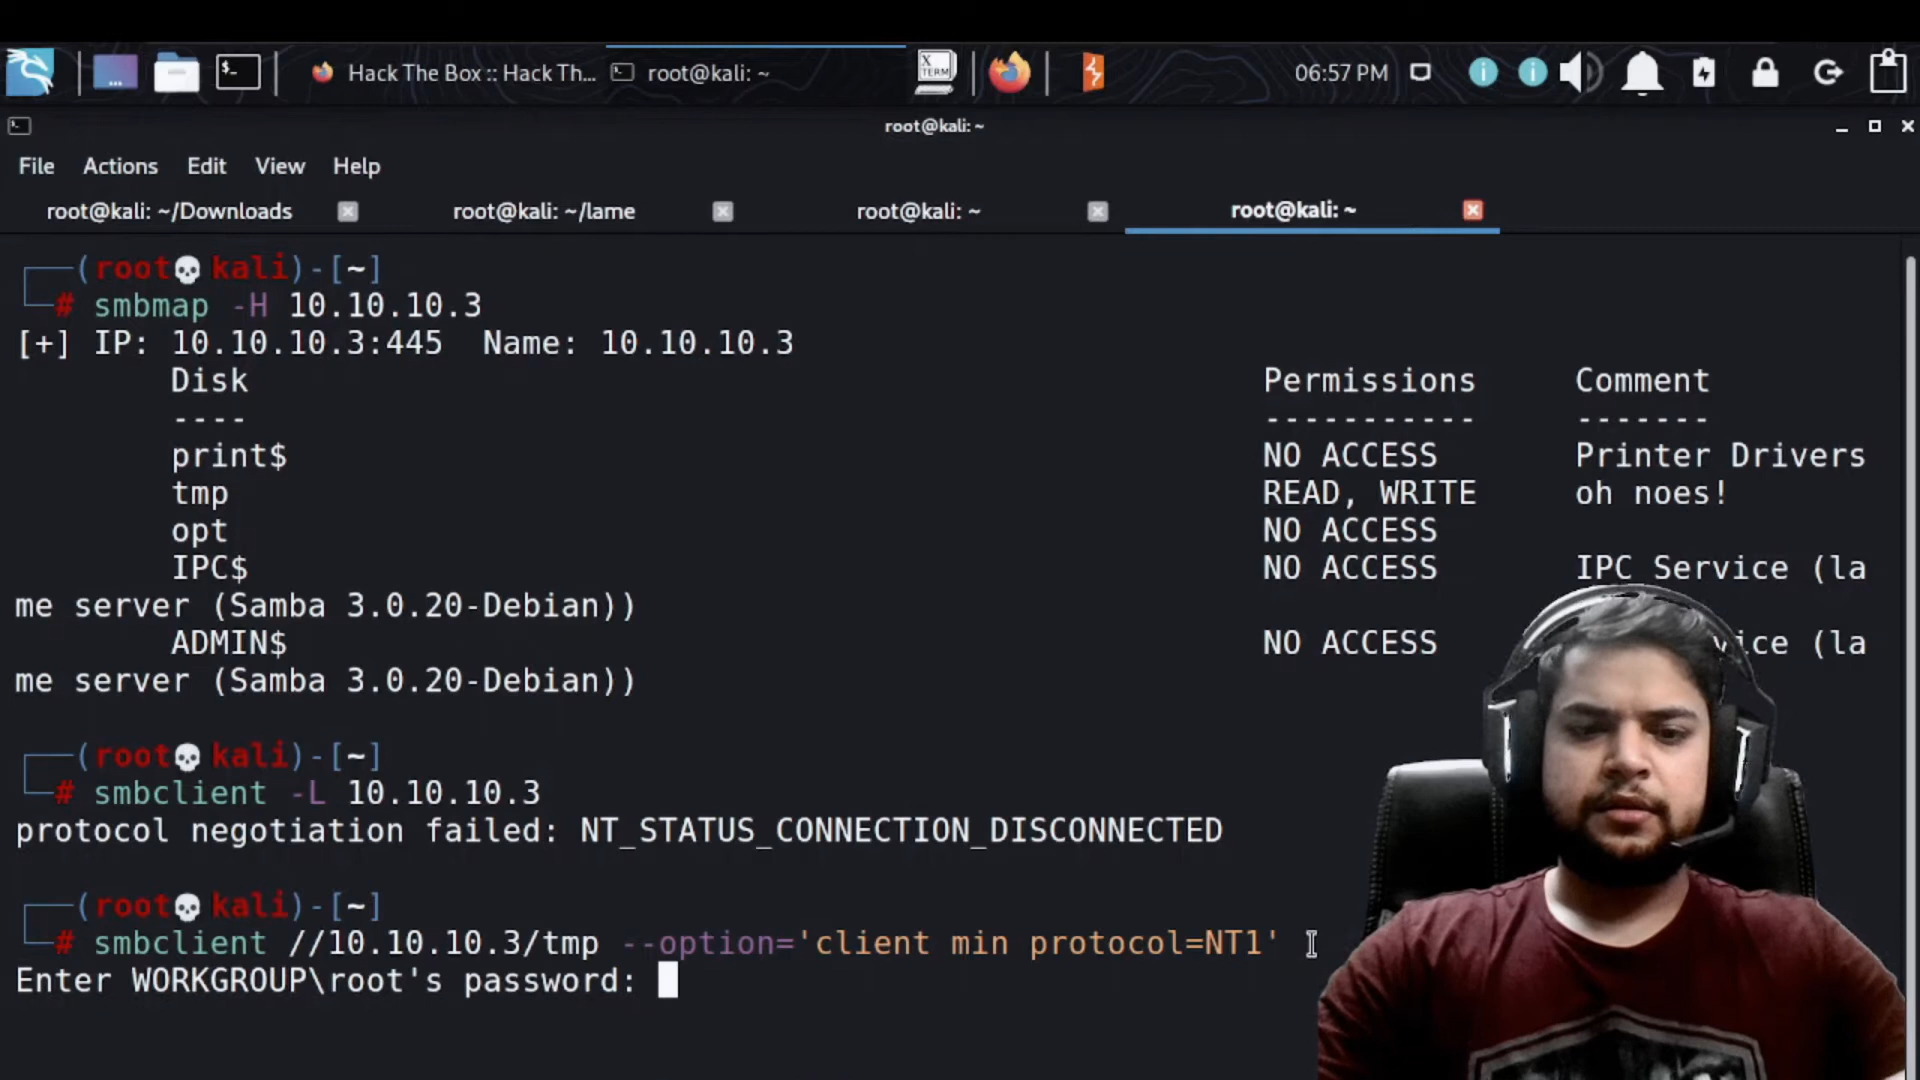 Hack The Box :: Hack Th...
root@kali: ~
X
TERM
06:57 PM
root@kali: ~
File Actions Edit View Help
root@kali: ~/Downloads
root@kali: ~/lame
root@kali: ~
root@kali: ~
(root💀kali)-[~]
# smbmap -H 10.10.10.3
[+] IP: 10.10.10.3:445 Name: 10.10.10.3
Disk Permissions Comment
---- ----------- -------
print$ NO ACCESS Printer Drivers
tmp READ, WRITE oh noes!
opt NO ACCESS
IPC$ NO ACCESS IPC Service (la
me server (Samba 3.0.20-Debian))
ADMIN$ NO ACCESS vice (la
me server (Samba 3.0.20-Debian))
(root💀kali)-[~]
# smbclient -L 10.10.10.3
protocol negotiation failed: NT_STATUS_CONNECTION_DISCONNECTED
(root💀kali)-[~]
# smbclient //10.10.10.3/tmp --option='client min protocol=NT1'
Enter WORKGROUP\root's password: